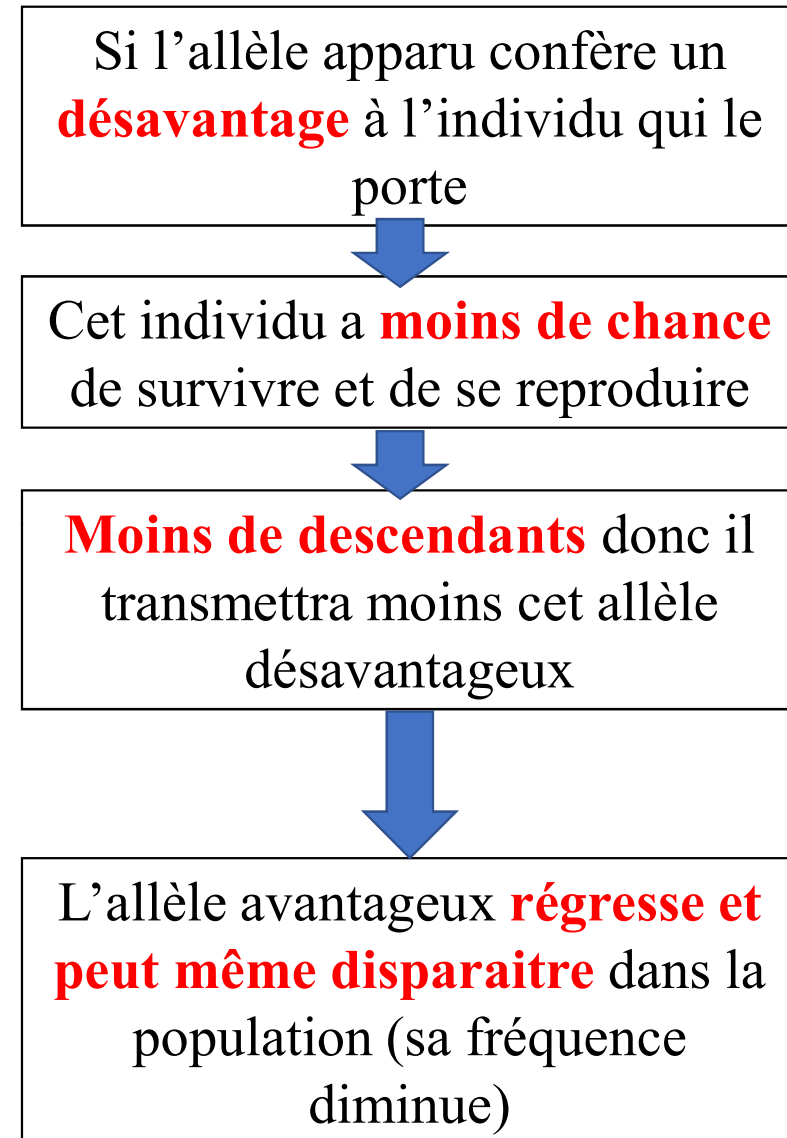 Si l’allèle apparu confère un
désavantage à l’individu qui le
porte
Cet individu a moins de chance
de survivre et de se reproduire
Moins de descendants donc il
transmettra moins cet allèle
désavantageux
L’allèle avantageux régresse et
peut même disparaitre dans la
population (sa fréquence
diminue)